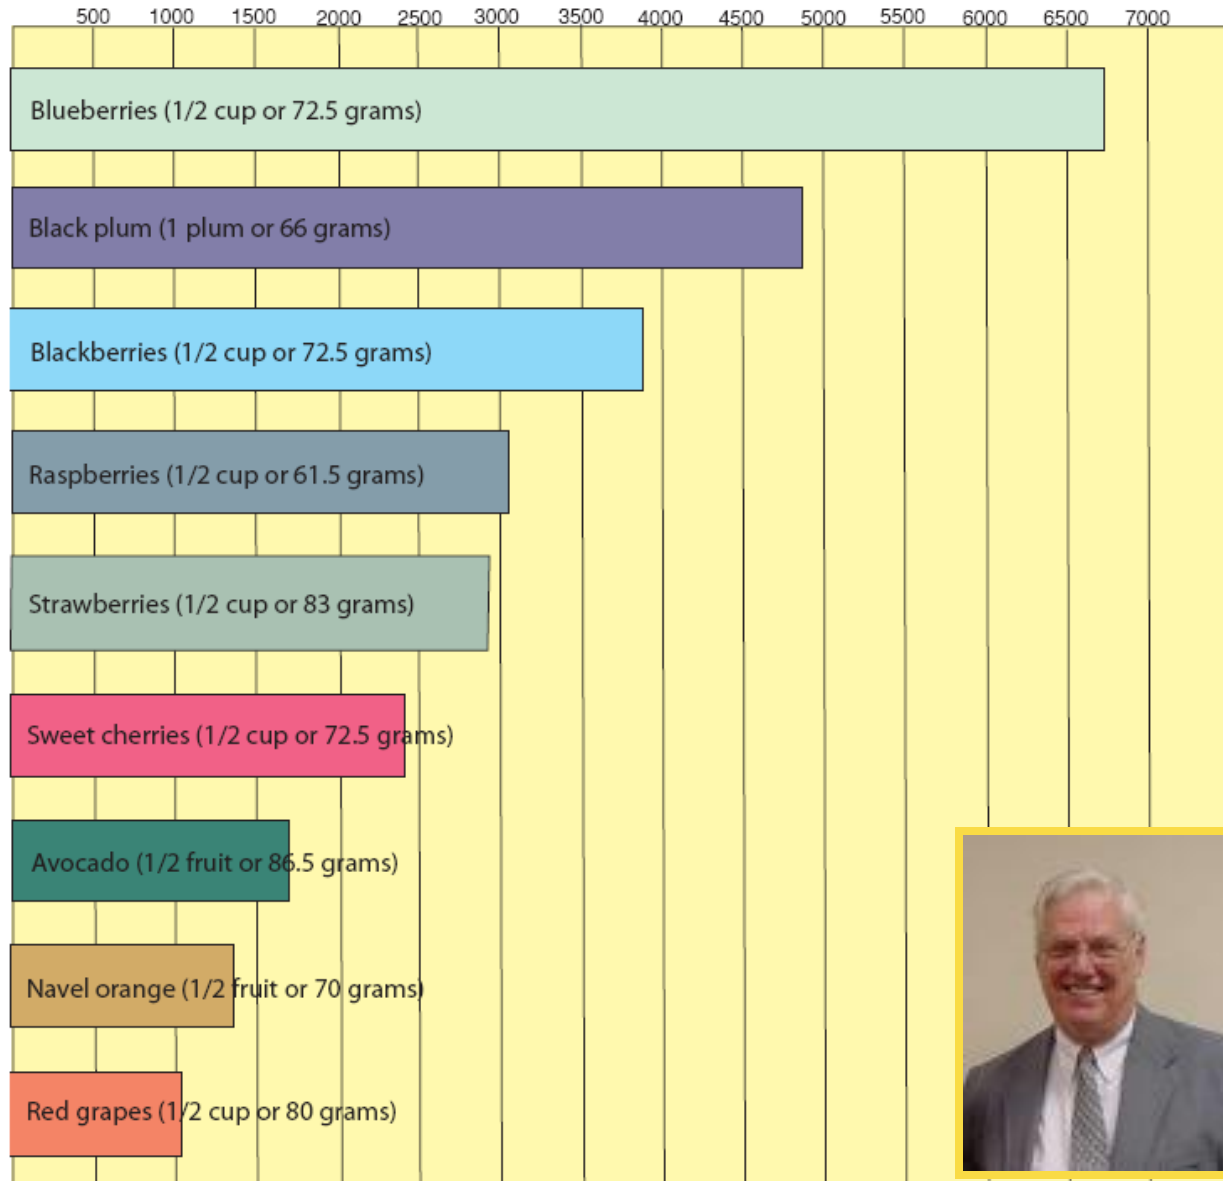 500 1000 1500 2000 2500 3000 3500 4000 4500 5000 5500 6000 6500 7000
Blueberries (1/2 cup or 72.5 grams)
Black plum (1 plum or 66 grams)
Blackberries (1/2 cup or 72.5 grams)
Raspberries (1/2 cup or 61.5 grams)
Strawberries (1/2 cup or 83 grams)
Sweet cherries (1/2 cup or 72.5 grams)
Avocado (1/2 fruit or 86.5 grams)
Navel orange (1/2 fruit or 70 grams)
Red grapes (1/2 cup or 80 grams)